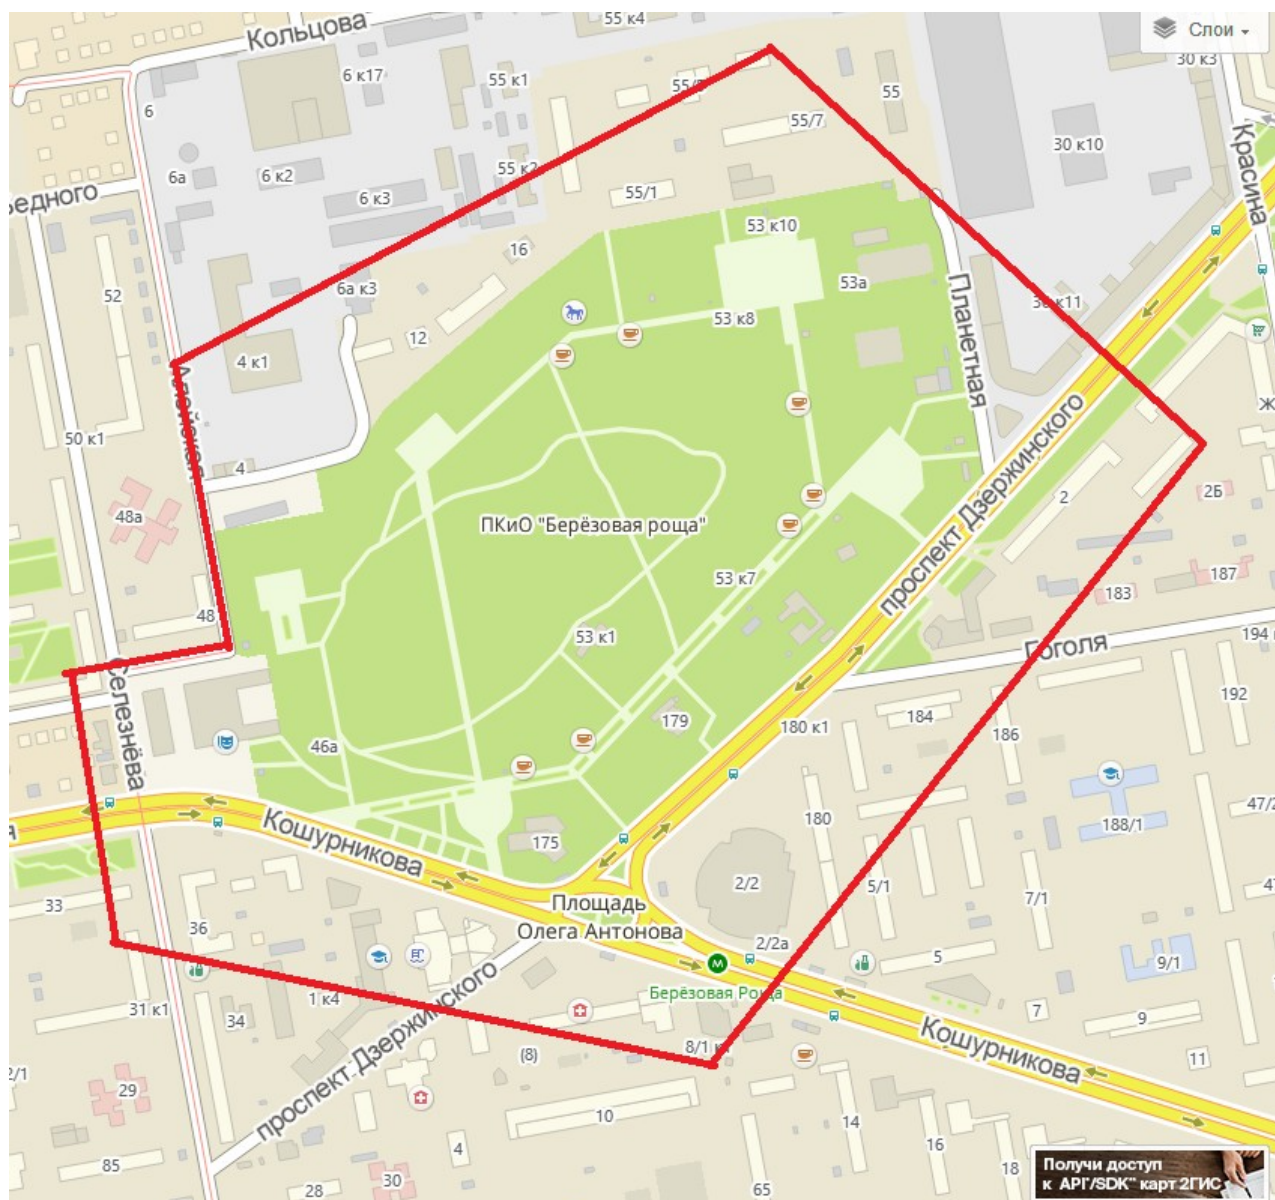 55 к4
Слои
Кольцова
30 к3
6 к17
55 к1
55
6
55/7
30 к10
Красина
6а
6 к2
55 к2
6 к3
55/1
53 к10
16
52
6а к3
53а
12
53 к8
Планетная
4 к1
Алейская
50 к1
4
проспект Дзержинского
2
2Б
48а
ПКиО "Берёзовая роща"
53 к7
187
183
48
53 к1
Гоголя
194
Селезнёва
192
179
184
180 к1
186
46а
180
188/1
Кошурникова
175
2/2
5/1
7/1
33
Площадь
Олега Антонова
36
2/2а
5
9/1
Берёзовая Роща
1 к4
31 к1
34
проспект Дзержинского
(8)
8/1
7
9
Кошурникова
11
29
10
14
4
16
85
30
28
65
18
Получи доступ
к АРГ/SDK" карт 2ГИС